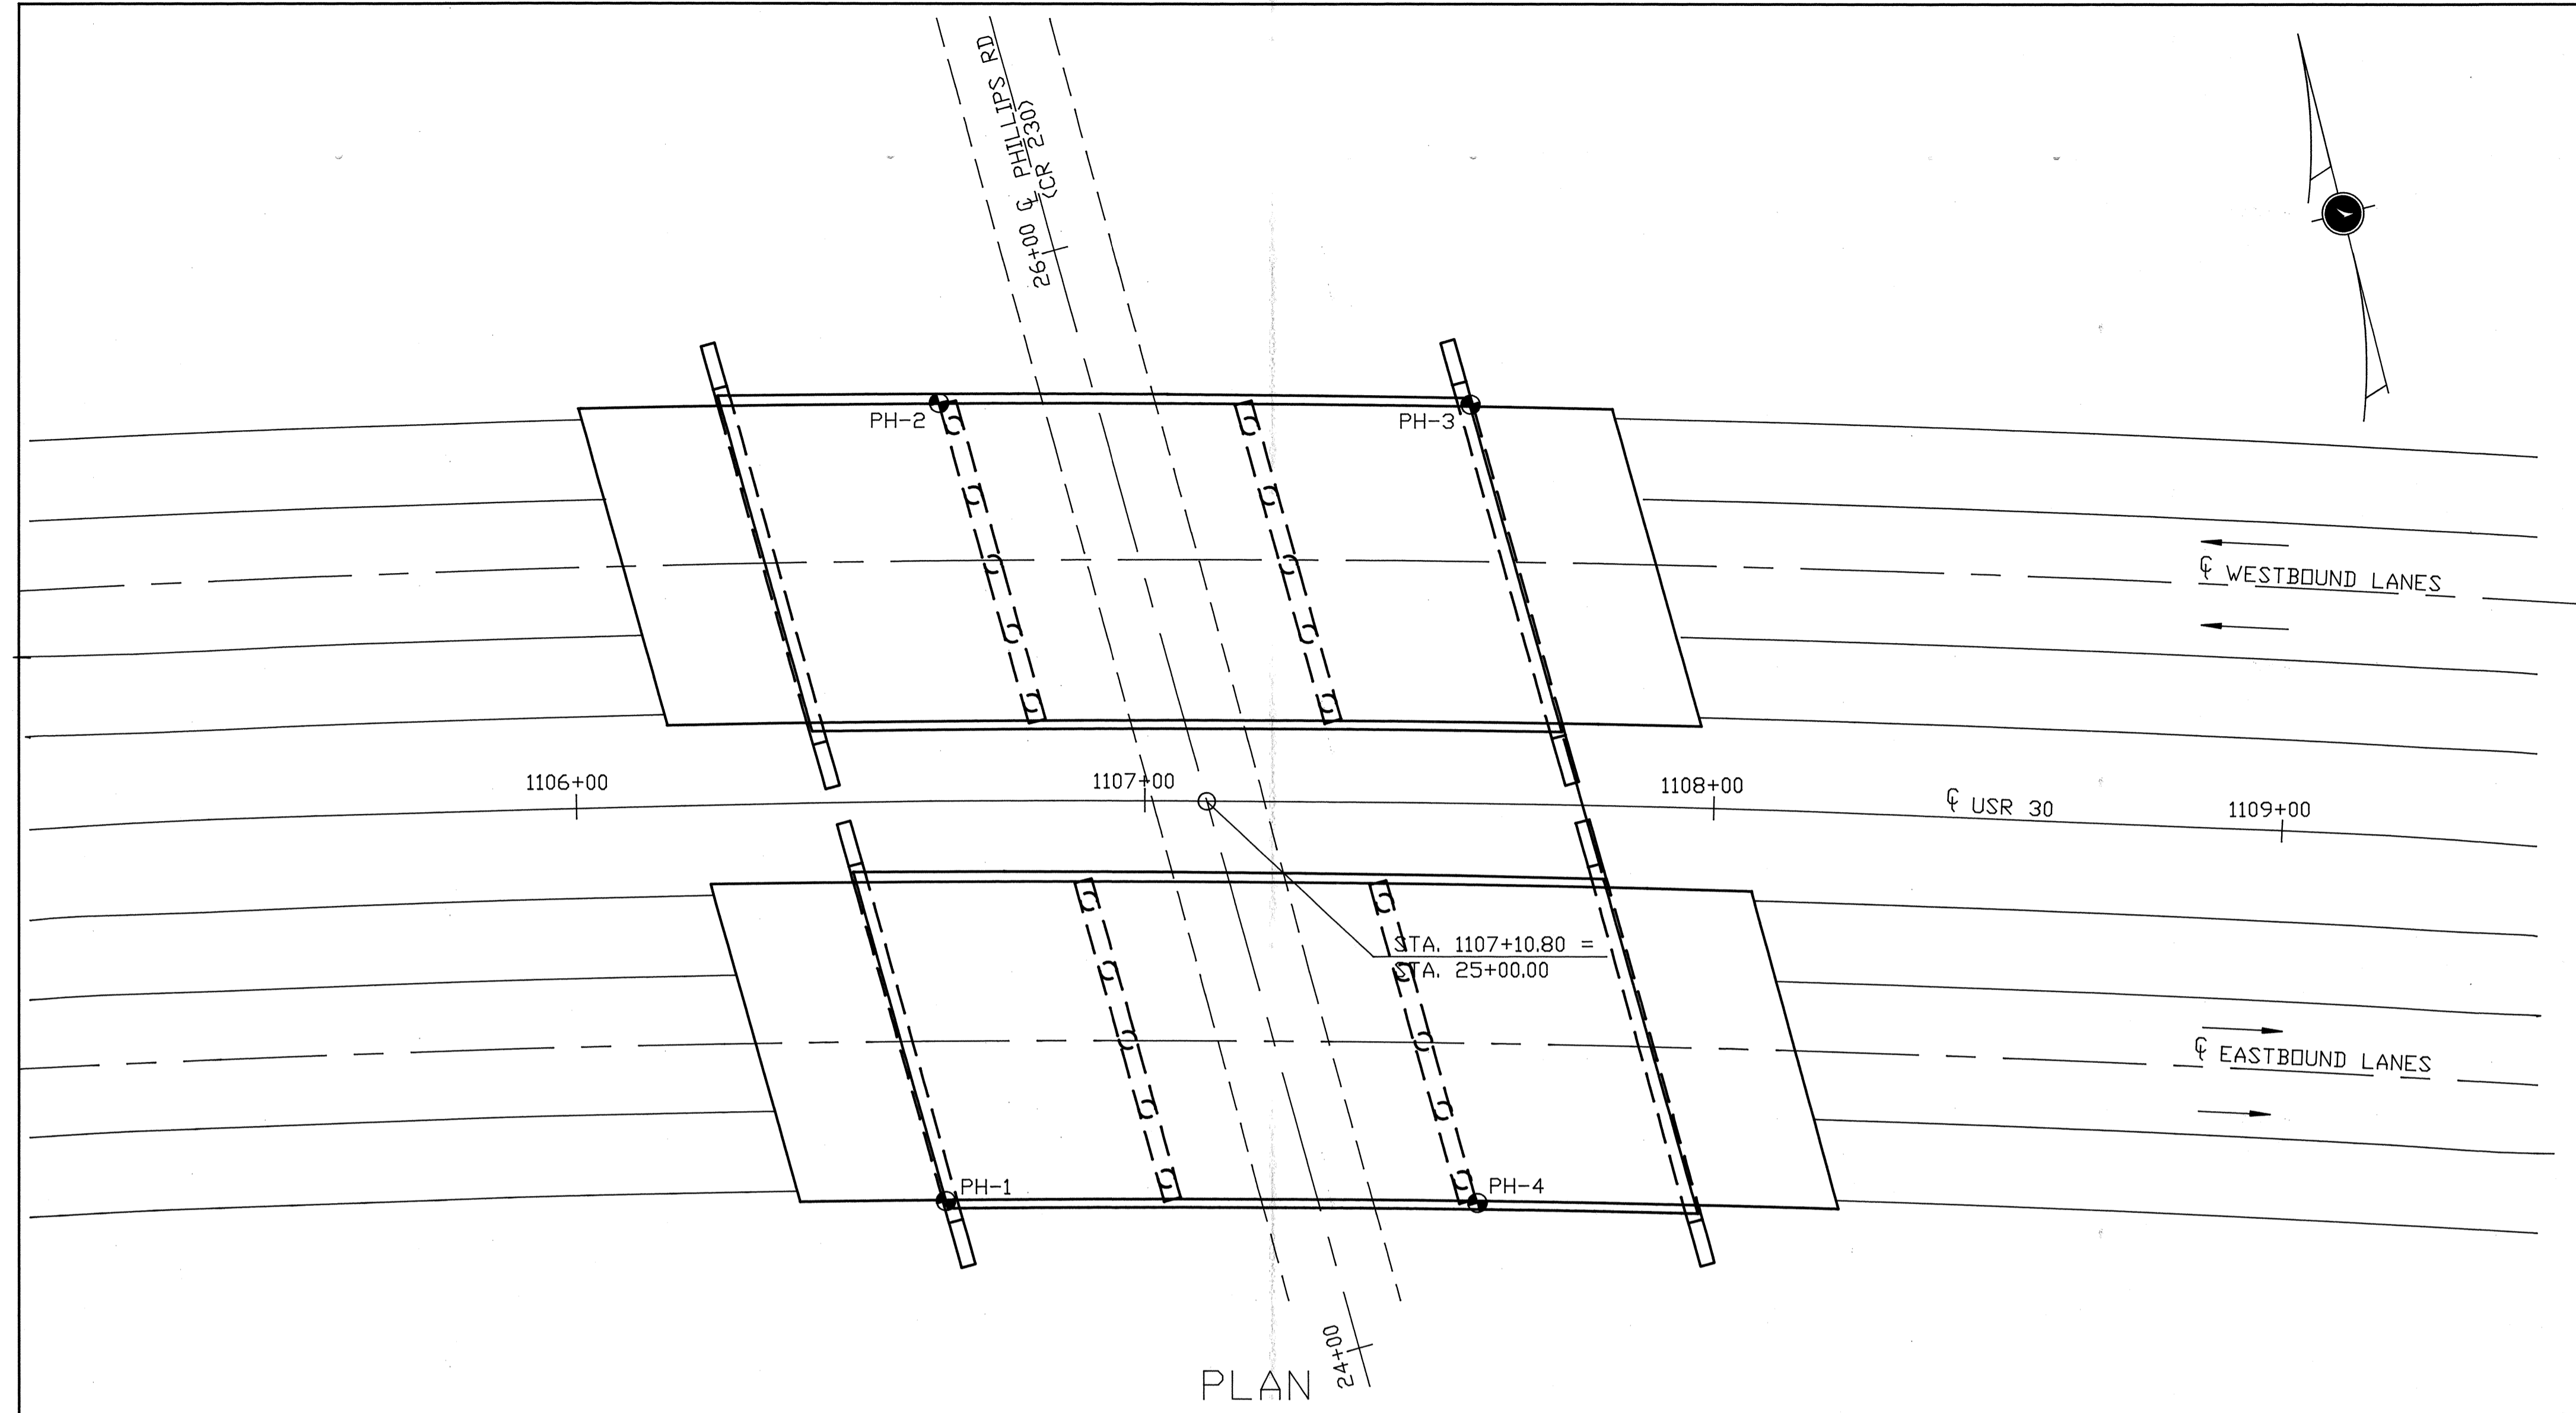 26+00 ℄ PHILLIPS RD
(CR 230)
PH-2
PH-3
℄ WESTBOUND LANES
1106+00
1107+00
1108+00
℄ USR 30
1109+00
STA. 1107+10.80 =
STA. 25+00.00
℄ EASTBOUND LANES
PH-1
PH-4
24+00
PLAN